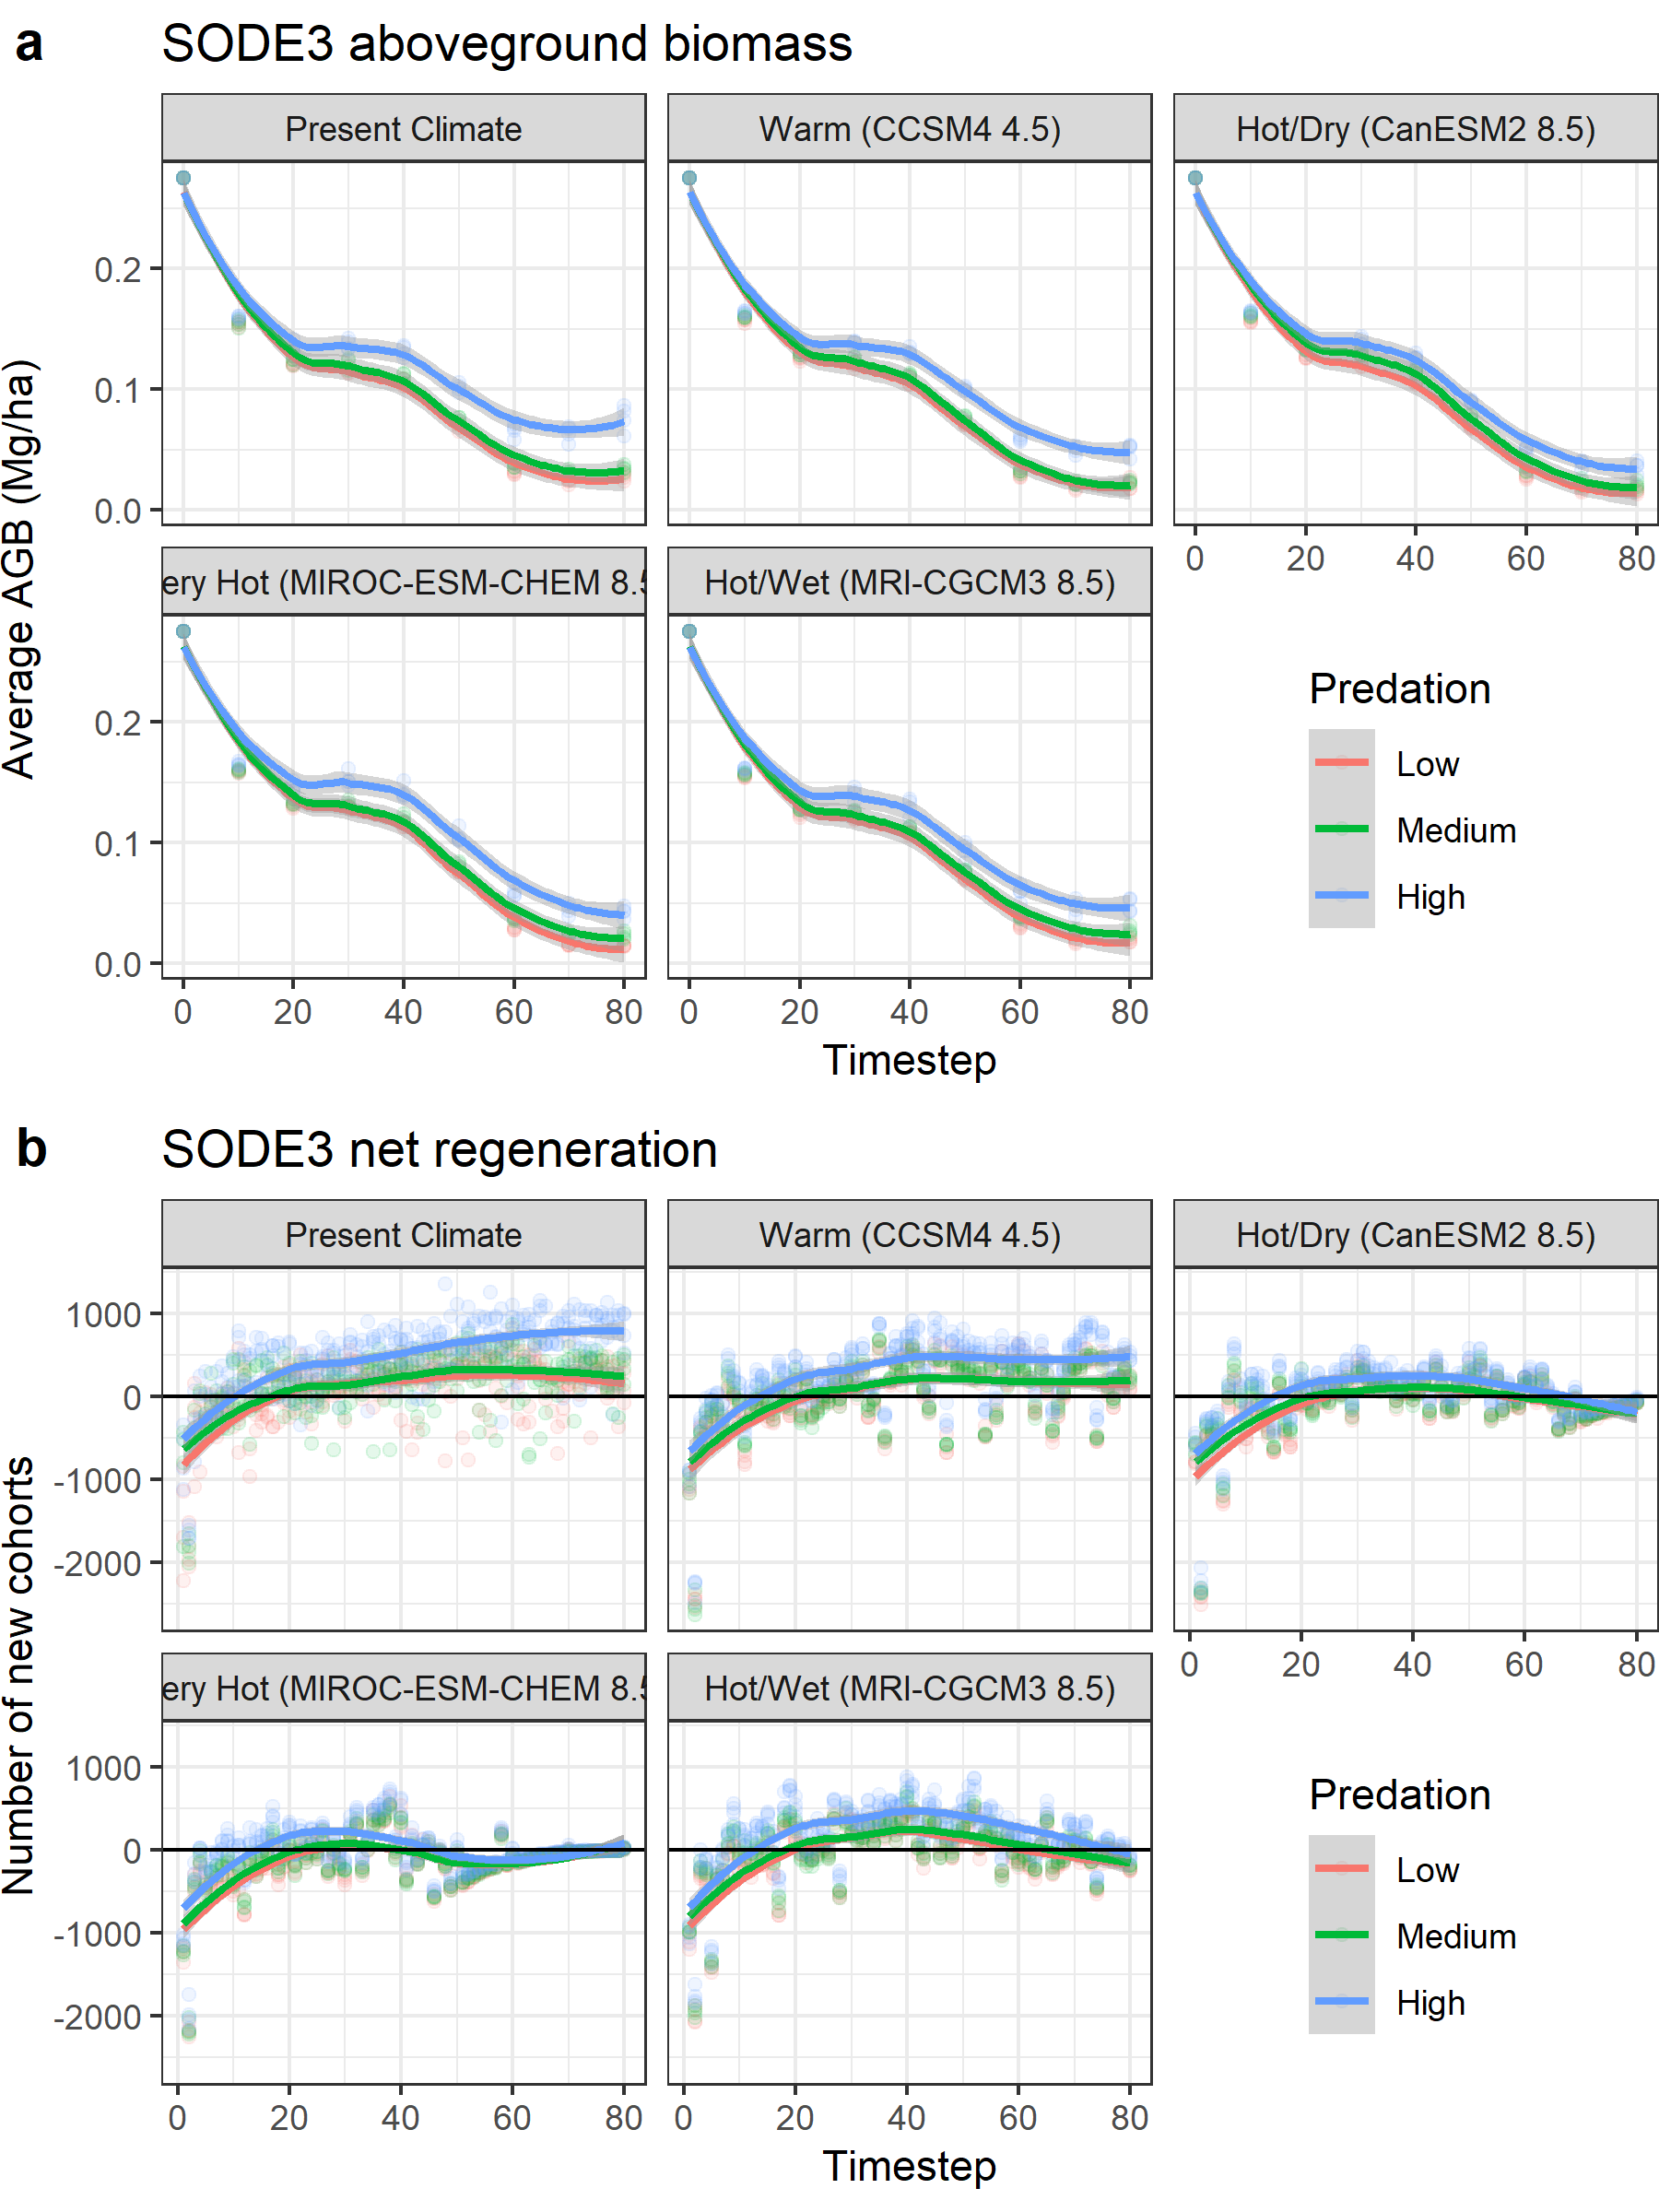 a SODE3 aboveground biomass
Present Climate
Warm (CCSM4 4.5)
Hot/Dry (CanESM2 8.5)
Average AGB (Mg/ha)
0.2
0.1
0.0
0 20 40 60 80
ery Hot (MIROC-ESM-CHEM 8.5
Hot/Wet (MRI-CGCM3 8.5)
0.2
0.1
0.0
0 20 40 60 80
0 20 40 60 80
Timestep
Predation
Low
Medium
High
b SODE3 net regeneration
Present Climate
Warm (CCSM4 4.5)
Hot/Dry (CanESM2 8.5)
Number of new cohorts
1000
0
-1000
-2000
0 20 40 60 80
ery Hot (MIROC-ESM-CHEM 8.5
Hot/Wet (MRI-CGCM3 8.5)
1000
0
-1000
-2000
0 20 40 60 80
0 20 40 60 80
Timestep
Predation
Low
Medium
High